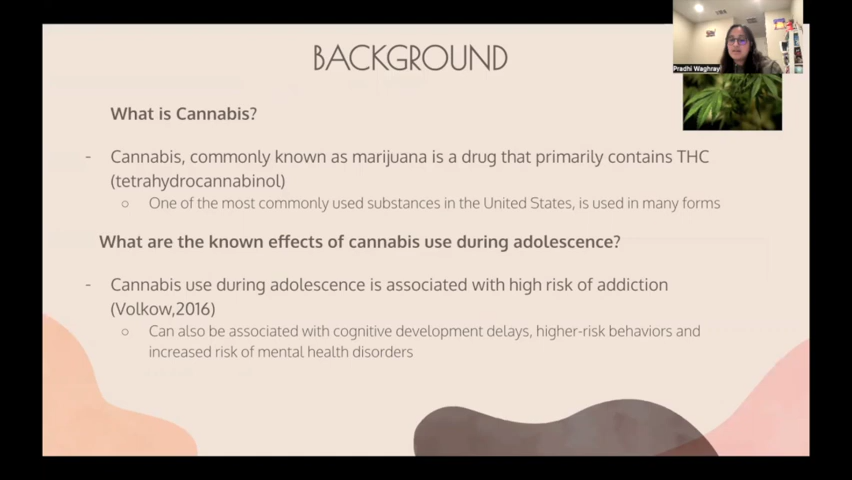 BACKGROUND
Pradhi Waghray
What is Cannabis?
- Cannabis, commonly known as marijuana is a drug that primarily contains THC
(tetrahydrocannabinol)
○ One of the most commonly used substances in the United States, is used in many forms
What are the known effects of cannabis use during adolescence?
- Cannabis use during adolescence is associated with high risk of addiction
(Volkow,2016)
○ Can also be associated with cognitive development delays, higher-risk behaviors and
increased risk of mental health disorders